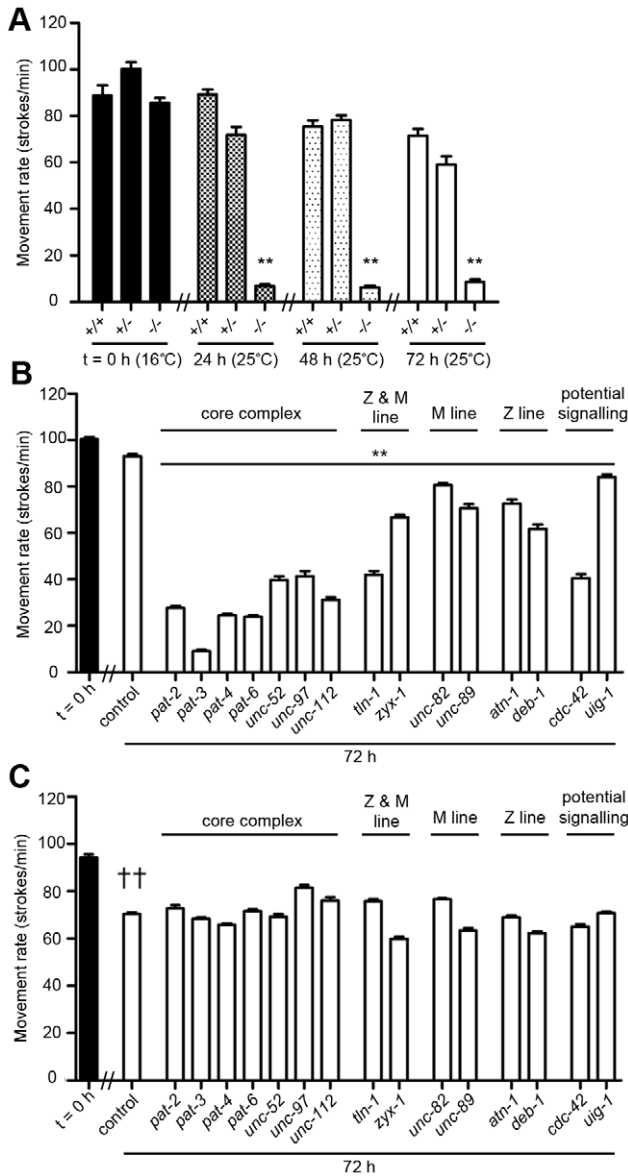 A
Movement rate (strokes/min)
120
100
80
60
40
20
0
** ** **
+/+ +/- -/- +/+ +/- -/- +/+ +/- -/- +/+ +/- -/-
t = 0 h (16°C) 24 h (25°C) 48 h (25°C) 72 h (25°C)
B
Movement rate (strokes/min)
120
100
80
60
40
20
0
core complex
Z & M
line
M line
Z line
potential
signalling
**
t = 0 h control pat-2 pat-3 pat-4 pat-6 unc-52 unc-97 unc-112 tln-1 zyx-1 unc-82 unc-89 atn-1 deb-1 cdc-42 uig-1
72 h
C
Movement rate (strokes/min)
120
100
80
60
40
20
0
core complex
Z & M
line
M line
Z line
potential
signalling
††
t = 0 h control pat-2 pat-3 pat-4 pat-6 unc-52 unc-97 unc-112 tln-1 zyx-1 unc-82 unc-89 atn-1 deb-1 cdc-42 uig-1
72 h